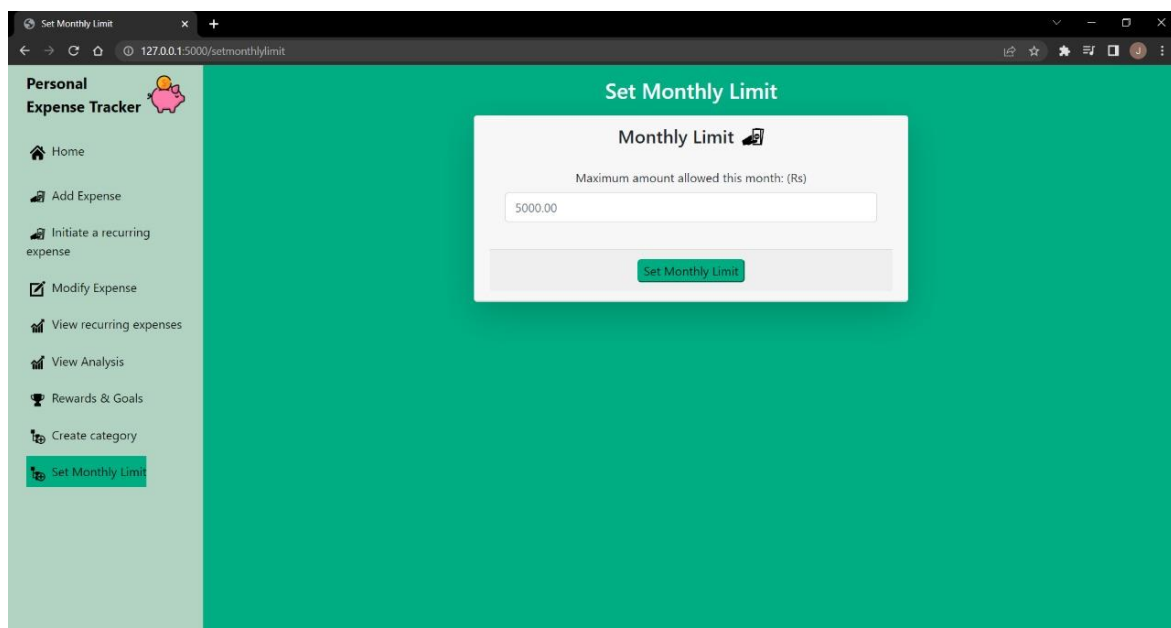 Set Monthly Limit
127.0.0.1:5000/setmonthlylimit
J
Personal
Expense Tracker
Home
Add Expense
Initiate a recurring
expense
Modify Expense
View recurring expenses
View Analysis
Rewards & Goals
Create category
Set Monthly Limit
Set Monthly Limit
Monthly Limit
Maximum amount allowed this month: (Rs)
5000.00
Set Monthly Limit